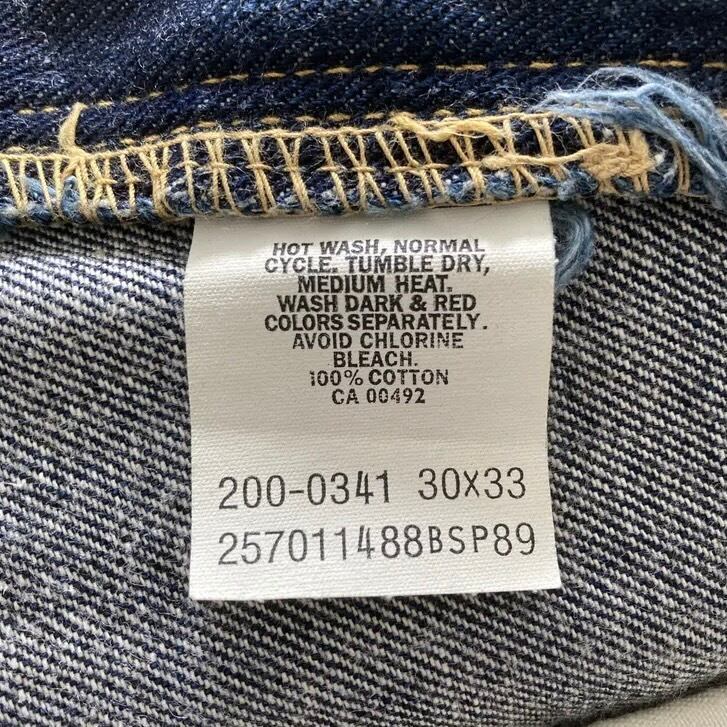 HOT WASH, NORMAL
CYCLE. TUMBLE DRY,
MEDIUM HEAT.
WASH DARK & RED
COLORS SEPARATELY.
AVOID CHLORINE
BLEACH.
100% COTTON
CA 00492
200-0341 30X33
257011488BSP89